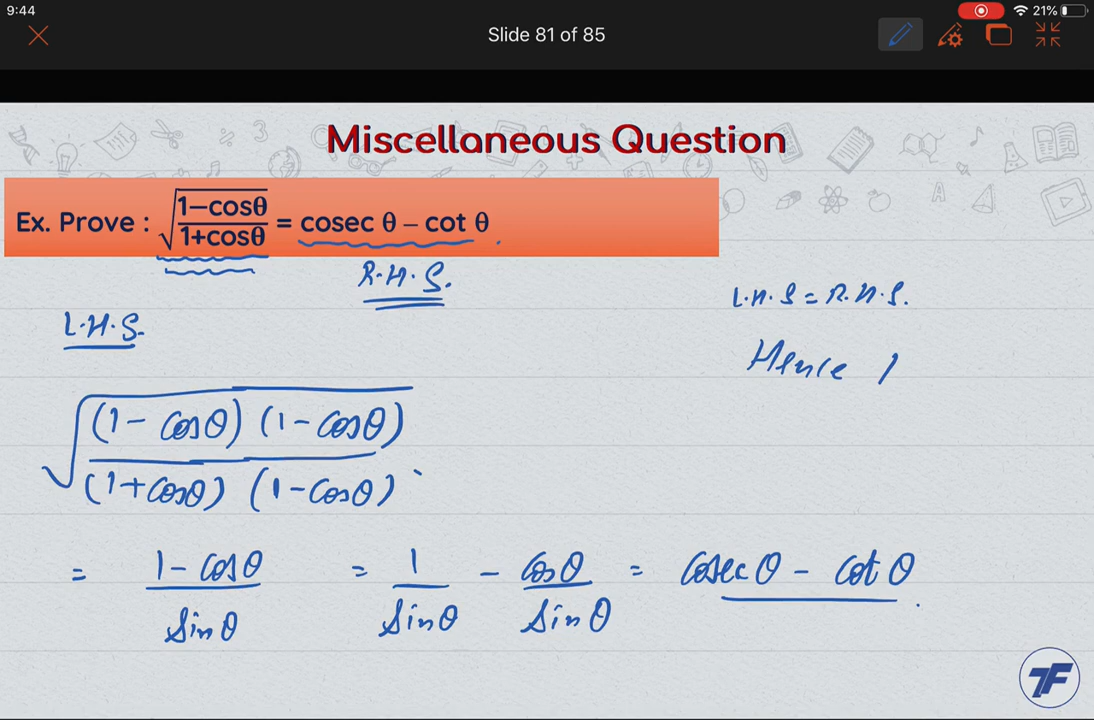 9:44 21%
Slide 81 of 85
Miscellaneous Question
Ex. Prove : √(1−cosθ/1+cosθ) = cosec θ – cot θ
R.H.S.
L.H.S = R.H.S.
L.H.S.
Hence
√((1 - Cosθ) (1 - Cosθ)/(1+Cosθ) (1-Cosθ))
= 1 - Cosθ/Sinθ = 1/Sinθ - Cosθ/Sinθ = Cosecθ - Cotθ.